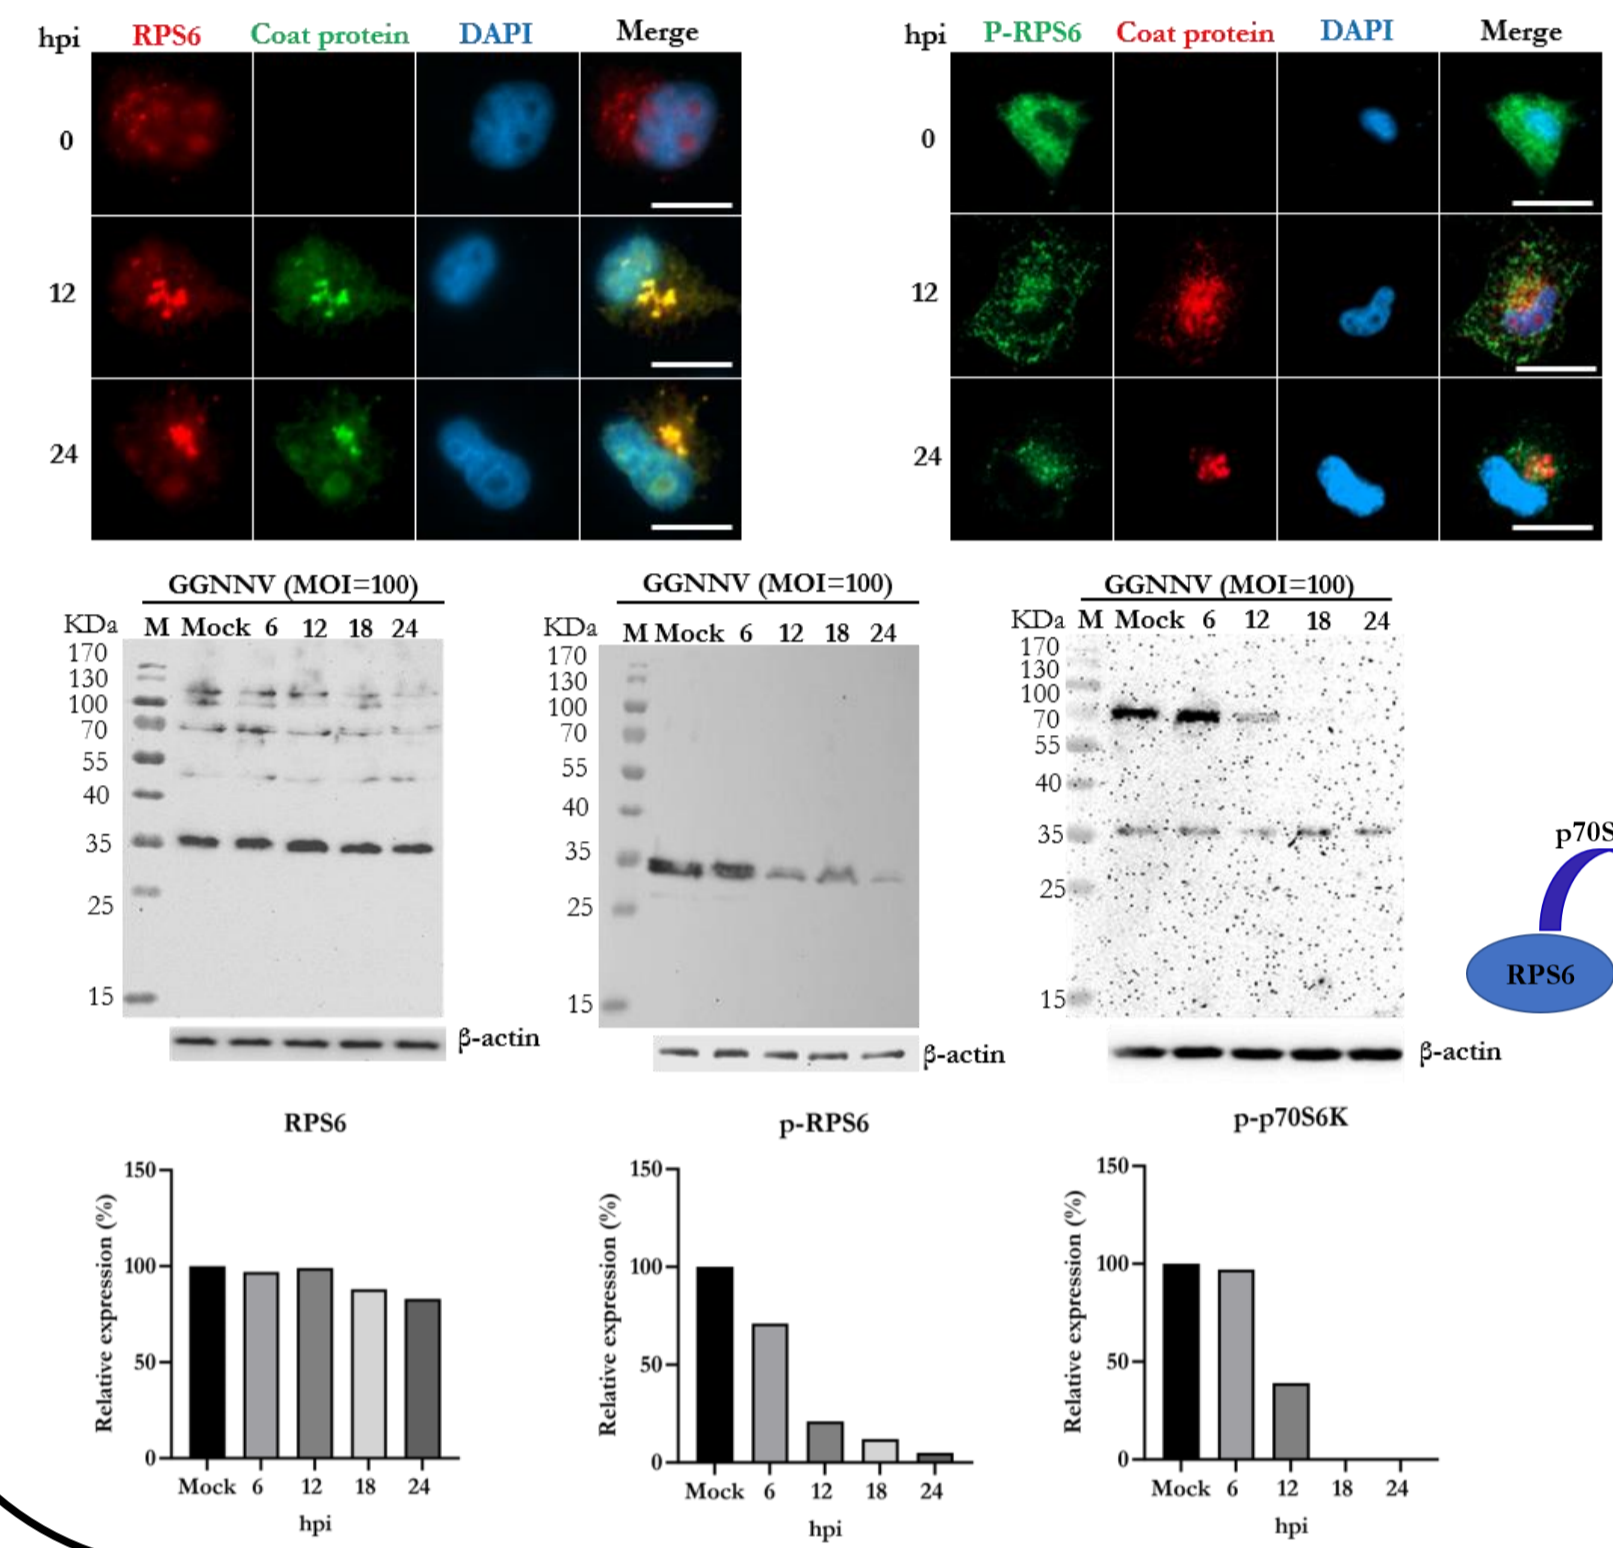 hpi RPS6 Coat protein DAPI Merge
0
12
24
hpi P-RPS6 Coat protein DAPI Merge
0
12
24
GGNNV (MOI=100)
KDa M Mock 6 12 18 24
170
130
100
70
55
40
35
25
15
β-actin
GGNNV (MOI=100)
KDa M Mock 6 12 18 24
170
130
100
70
55
40
35
25
15
β-actin
GGNNV (MOI=100)
KDa M Mock 6 12 18 24
170
130
100
70
55
40
35
25
15
β-actin
p70S
RPS6
RPS6
Relative expression (%)
150
100
50
0
Mock 6 12 18 24
hpi
p-RPS6
Relative expression (%)
150
100
50
0
Mock 6 12 18 24
hpi
p-p70S6K
Relative expression (%)
150
100
50
0
Mock 6 12 18 24
hpi